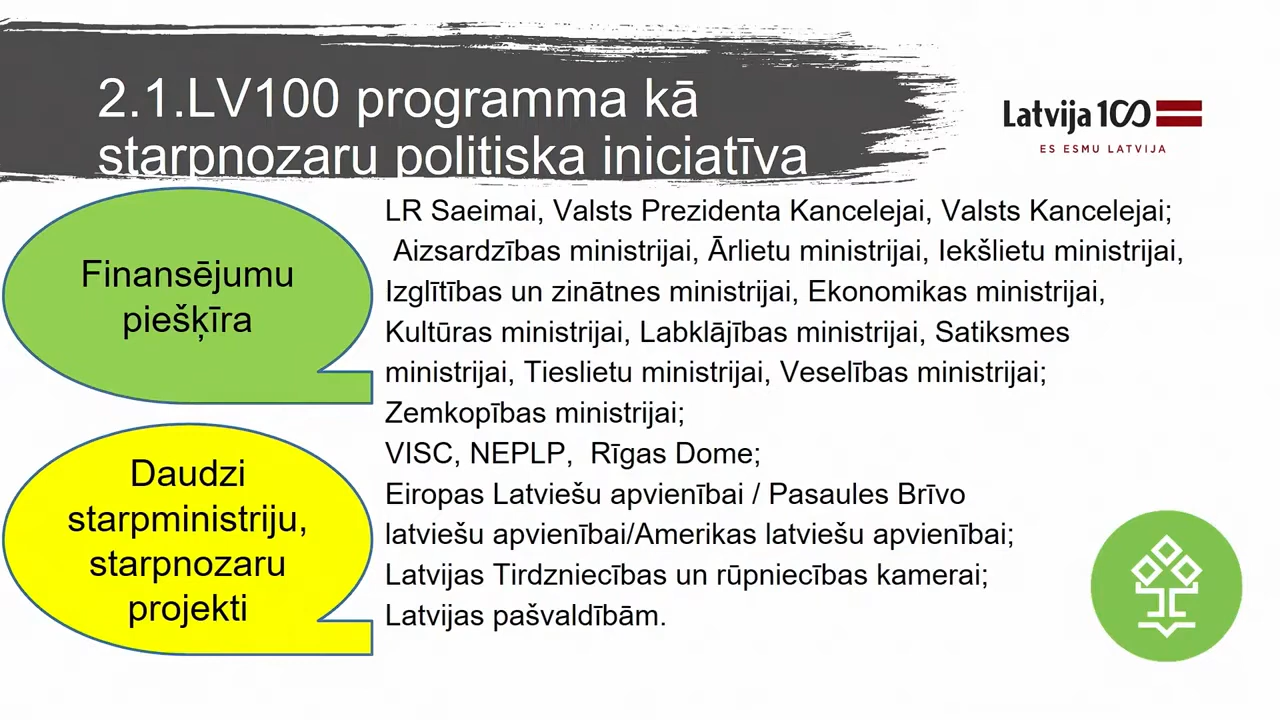 2.1.LV100 programma kā
starpnozaru politiska iniciatīva
Latvija 100
ES ESMU LATVIJA
Finansējumu
piešķīra
LR Saeimai, Valsts Prezidenta Kancelejai, Valsts Kancelejai;
Aizsardzības ministrijai, Ārlietu ministrijai, Iekšlietu ministrijai,
Izglītības un zinātnes ministrijai, Ekonomikas ministrijai,
Kultūras ministrijai, Labklājības ministrijai, Satiksmes
ministrijai, Tieslietu ministrijai, Veselības ministrijai;
Zemkopības ministrijai;
VISC, NEPLP, Rīgas Dome;
Eiropas Latviešu apvienībai / Pasaules Brīvo
latviešu apvienībai/Amerikas latviešu apvienībai;
Latvijas Tirdzniecības un rūpniecības kamerai;
Latvijas pašvaldībām.
Daudzi
starpministriju,
starpnozaru
projekti